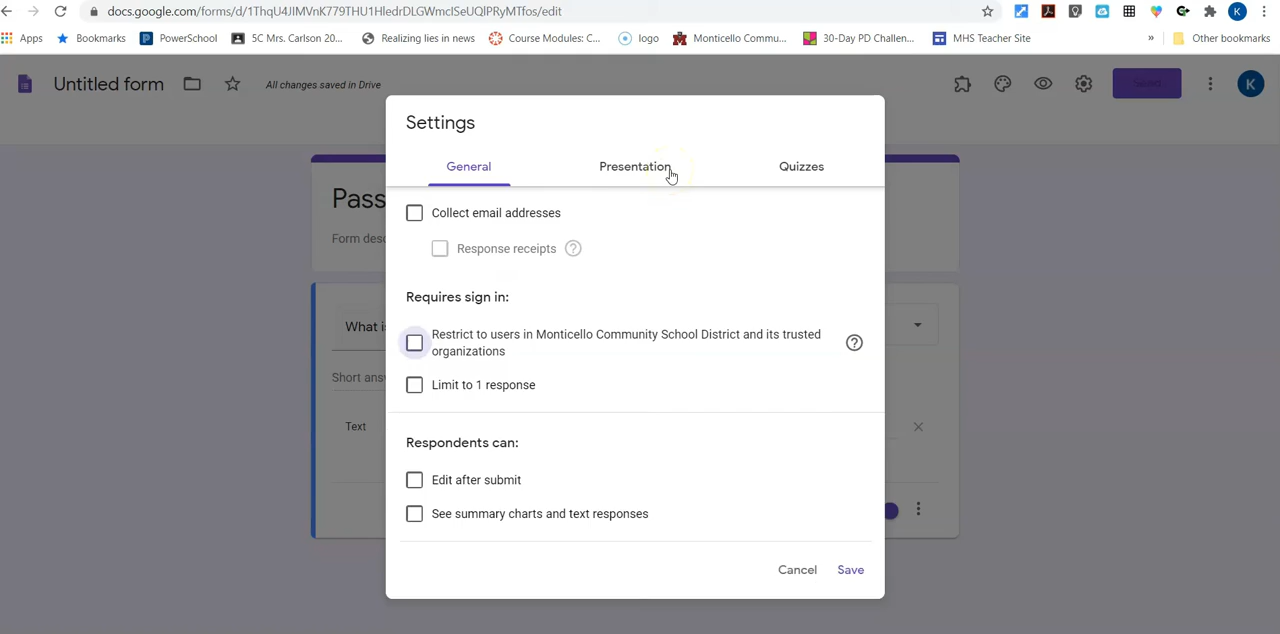 docs.google.com/forms/d/1ThqU4JIMVnK779THU1HledrDLGWmcISeUQIPRyMTfos/edit
K
Apps
Bookmarks
PowerSchool
5C Mrs. Carlson 20...
Realizing lies in news
Course Modules: C...
logo
Monticello Commu...
30-Day PD Challen...
MHS Teacher Site
»
Other bookmarks
Untitled form
All changes saved in Drive
Send
K
Settings
General
Presentation
Quizzes
Pass
Form desc
Collect email addresses
Response receipts
Requires sign in:
What is
Restrict to users in Monticello Community School District and its trusted
organizations
Short answ
Limit to 1 response
Text
Respondents can:
Edit after submit
See summary charts and text responses
Cancel
Save